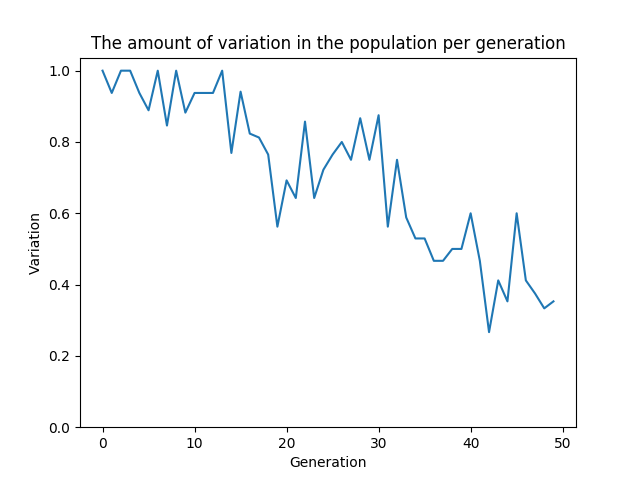 The amount of variation in the population per generation
1.0
0.8
0.6
0.4
0.2
0.0
Variation
0 10 20 30 40 50
Generation